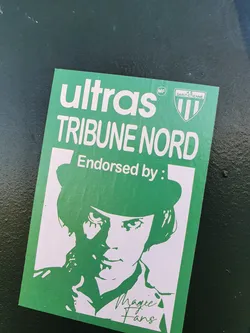 ultras
TRIBUNE NORD
Endorsed by :
Magic
Fans